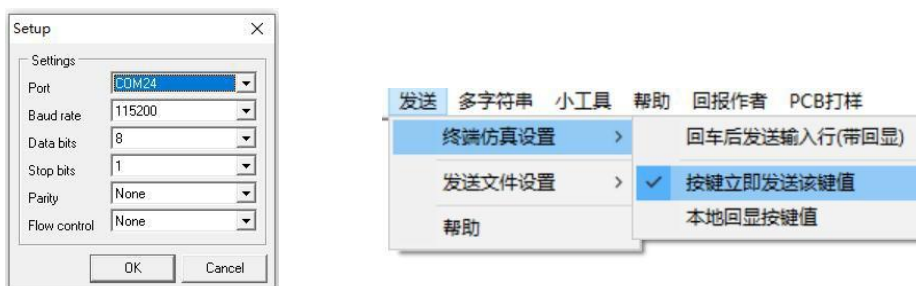 Setup
Settings
Port COM24
Baud rate 115200
Data bits 8
Stop bits 1
Parity None
Flow control None
OK Cancel
发送 多字符串 小工具 帮助 回报作者 PCB打样
终端仿真设置
发送文件设置
帮助
回车后发送输入行(带回显)
按键立即发送该键值
本地回显按键值